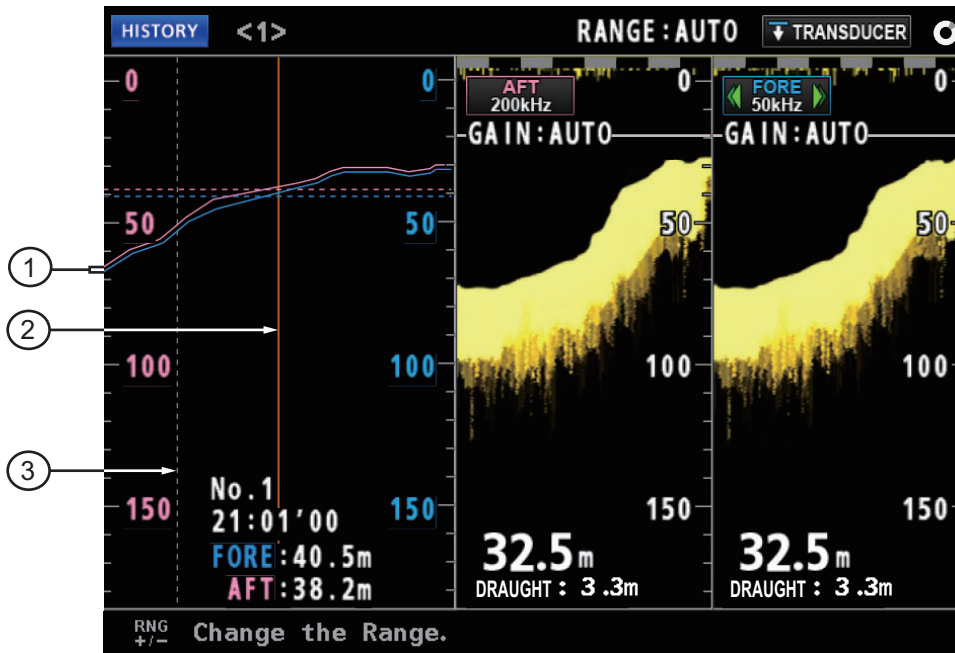 HISTORY <1> RANGE:AUTO TRANSDUCER
0 0 AFT 200kHz 0 FORE 50kHz 0
GAIN:AUTO GAIN:AUTO
50 50 50 50
1
2
100 100 100 100
3
No.1
150 21:01'00 150 150 150
FORE:40.5m 32.5m 32.5m
AFT:38.2m DRAUGHT: 3.3m DRAUGHT: 3.3m
RNG +/- Change the Range.